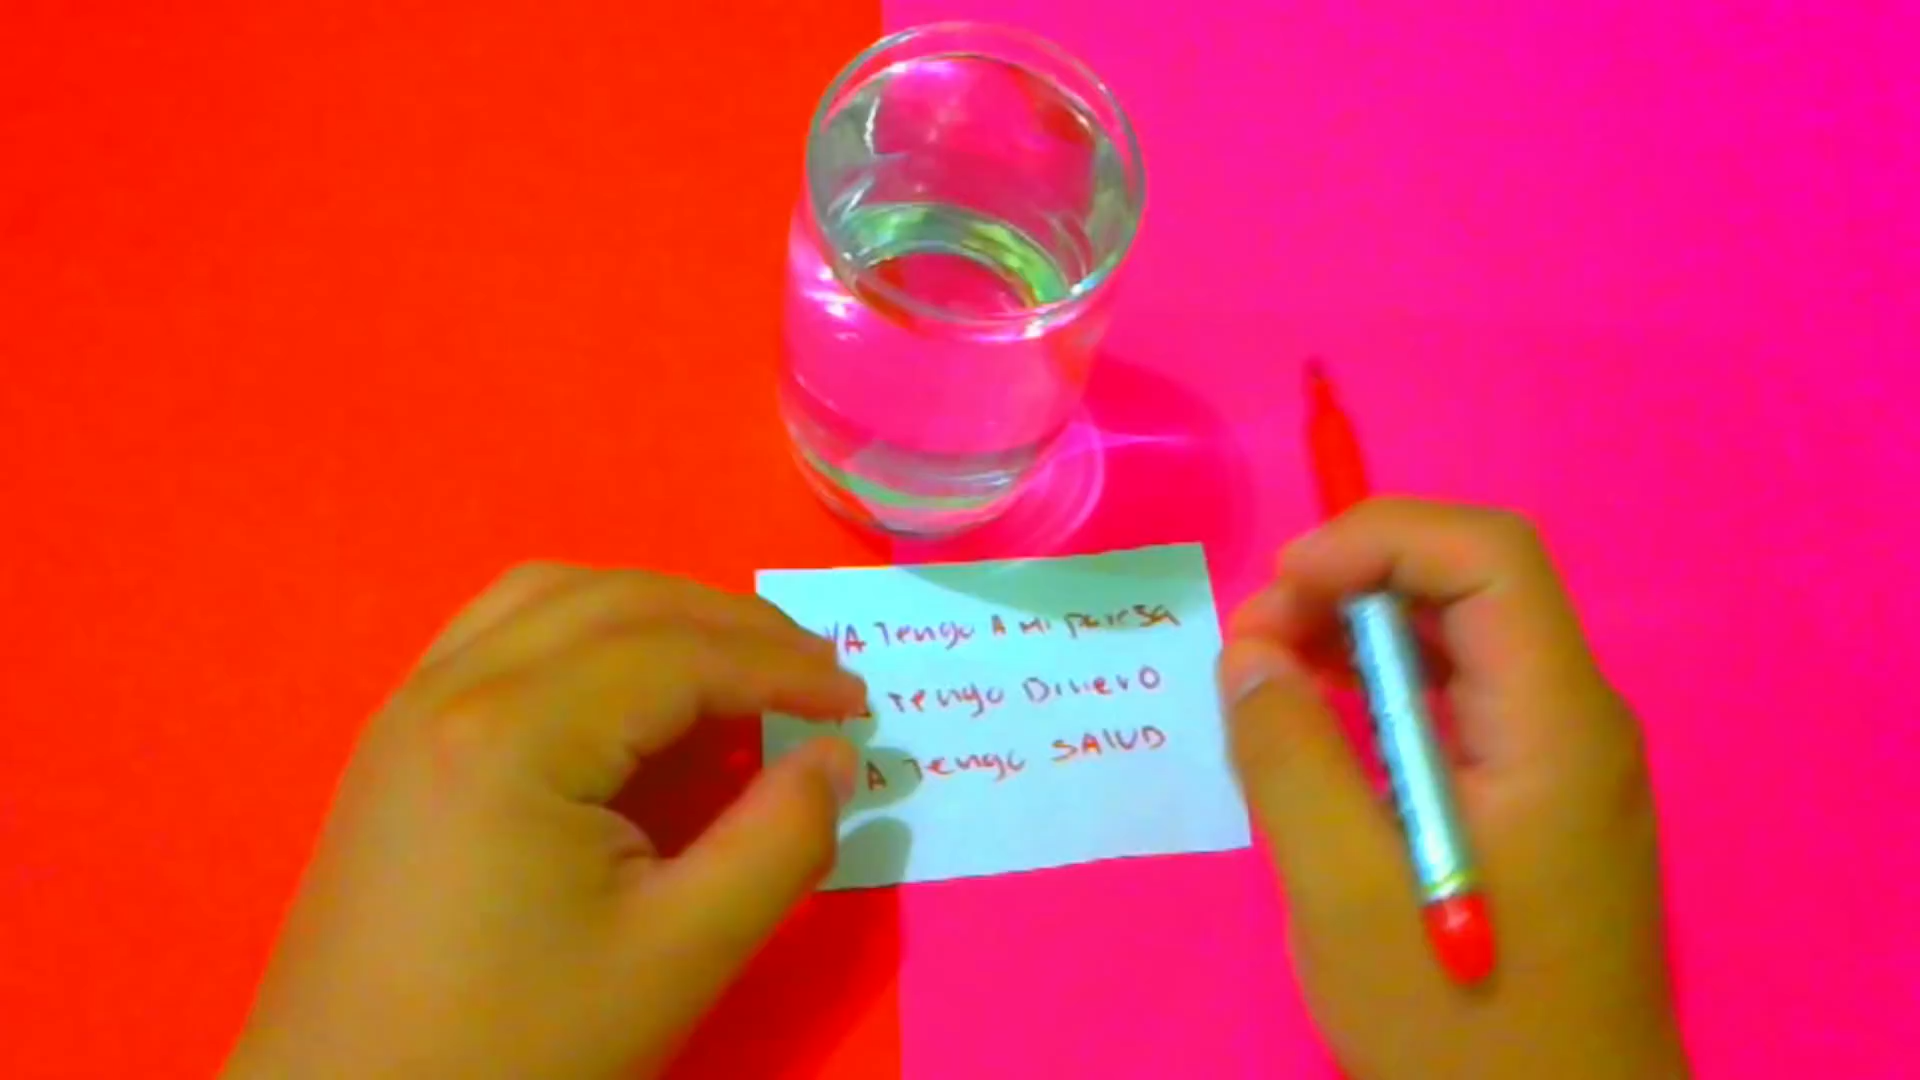 YA Tengo A mi pareja
Tengo Dinero
A Tengo SALUD